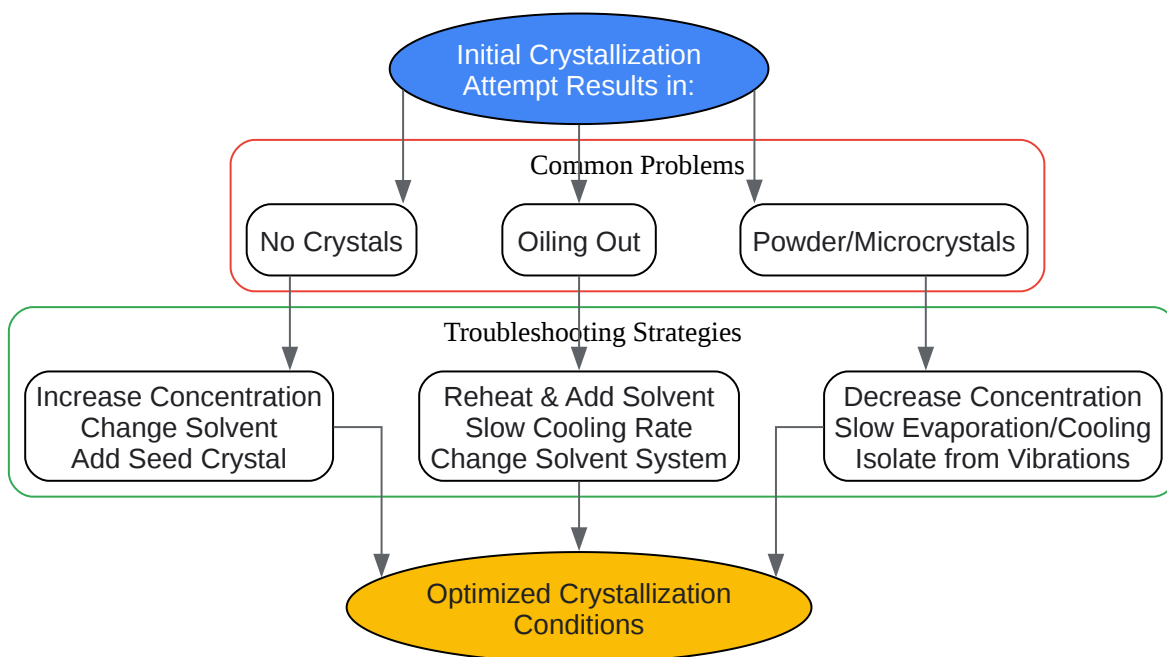 Initial Crystallization
Attempt Results in:
Common Problems
No Crystals
Oiling Out
Powder/Microcrystals
Troubleshooting Strategies
Increase Concentration
Change Solvent
Add Seed Crystal
Reheat & Add Solvent
Slow Cooling Rate
Change Solvent System
Decrease Concentration
Slow Evaporation/Cooling
Isolate from Vibrations
Optimized Crystallization
Conditions